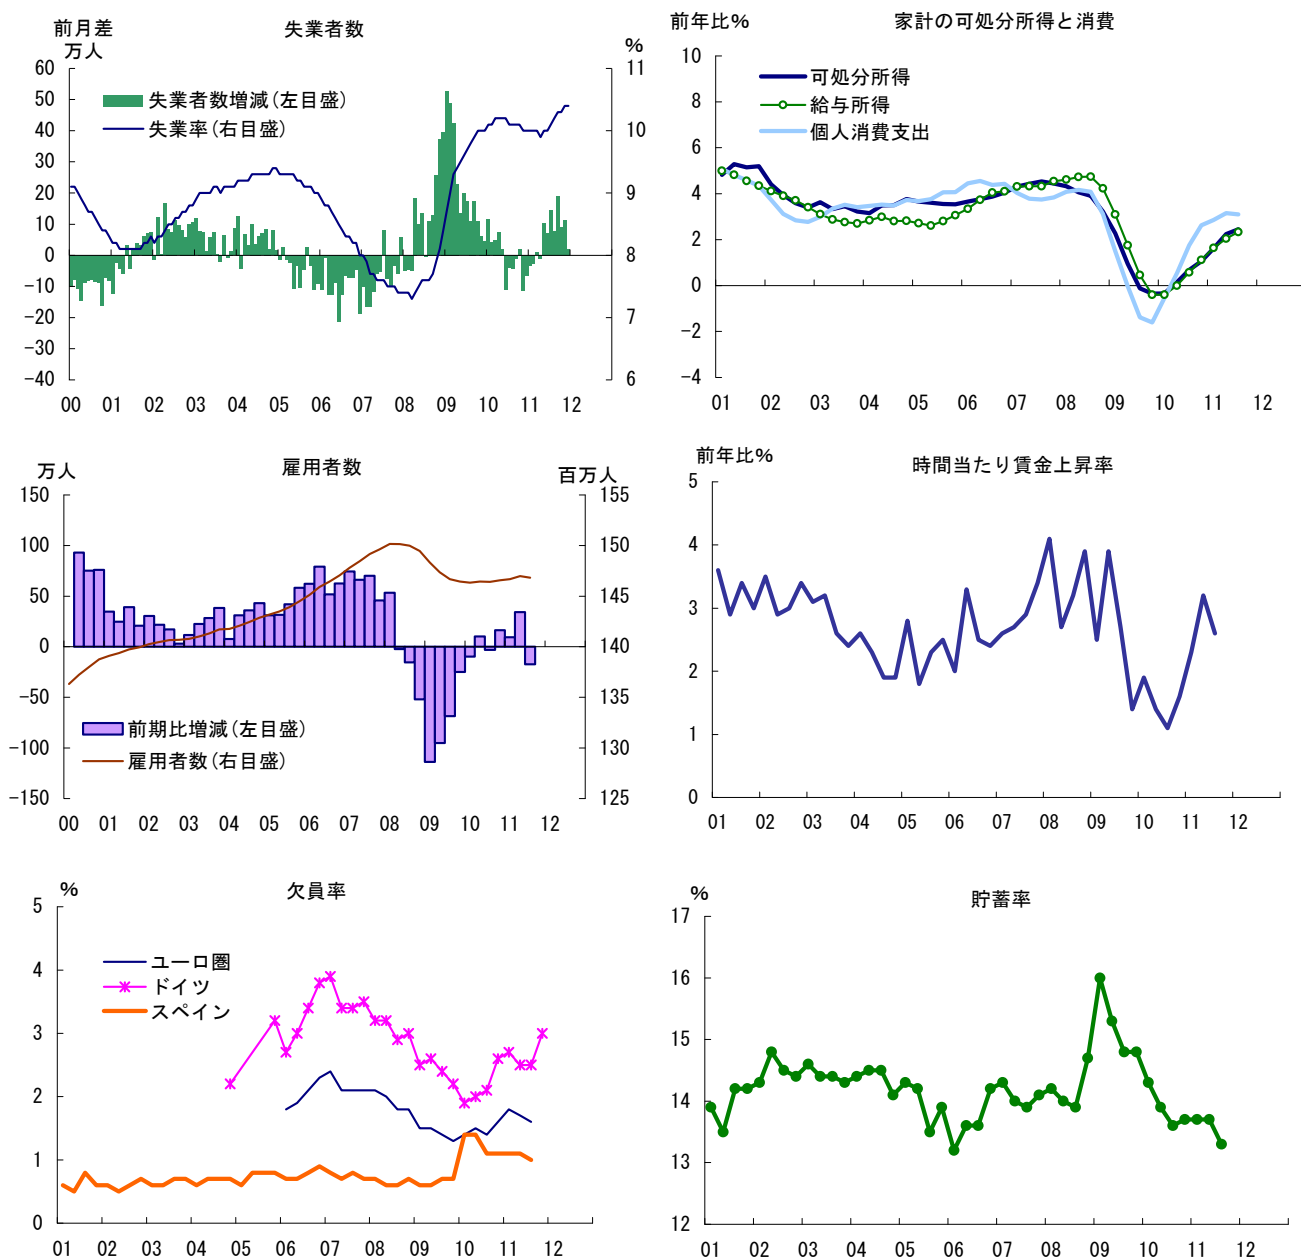 失業者数
前月差
万人
%
60
50
40
30
20
10
0
−10
−20
−30
−40
11
10
9
8
7
6
失業者数増減(左目盛)
失業率(右目盛)
00 01 02 03 04 05 06 07 08 09 10 11 12
家計の可処分所得と消費
前年比%
10
8
6
4
2
0
−2
−4
可処分所得
給与所得
個人消費支出
01 02 03 04 05 06 07 08 09 10 11 12
雇用者数
万人
百万人
150
100
50
0
−50
−100
−150
155
150
145
140
135
130
125
前期比増減(左目盛)
雇用者数(右目盛)
00 01 02 03 04 05 06 07 08 09 10 11 12
時間当たり賃金上昇率
前年比%
5
4
3
2
1
0
01 02 03 04 05 06 07 08 09 10 11 12
欠員率
%
5
4
3
2
1
0
ユーロ圏
ドイツ
スペイン
01 02 03 04 05 06 07 08 09 10 11 12
貯蓄率
%
17
16
15
14
13
12
01 02 03 04 05 06 07 08 09 10 11 12